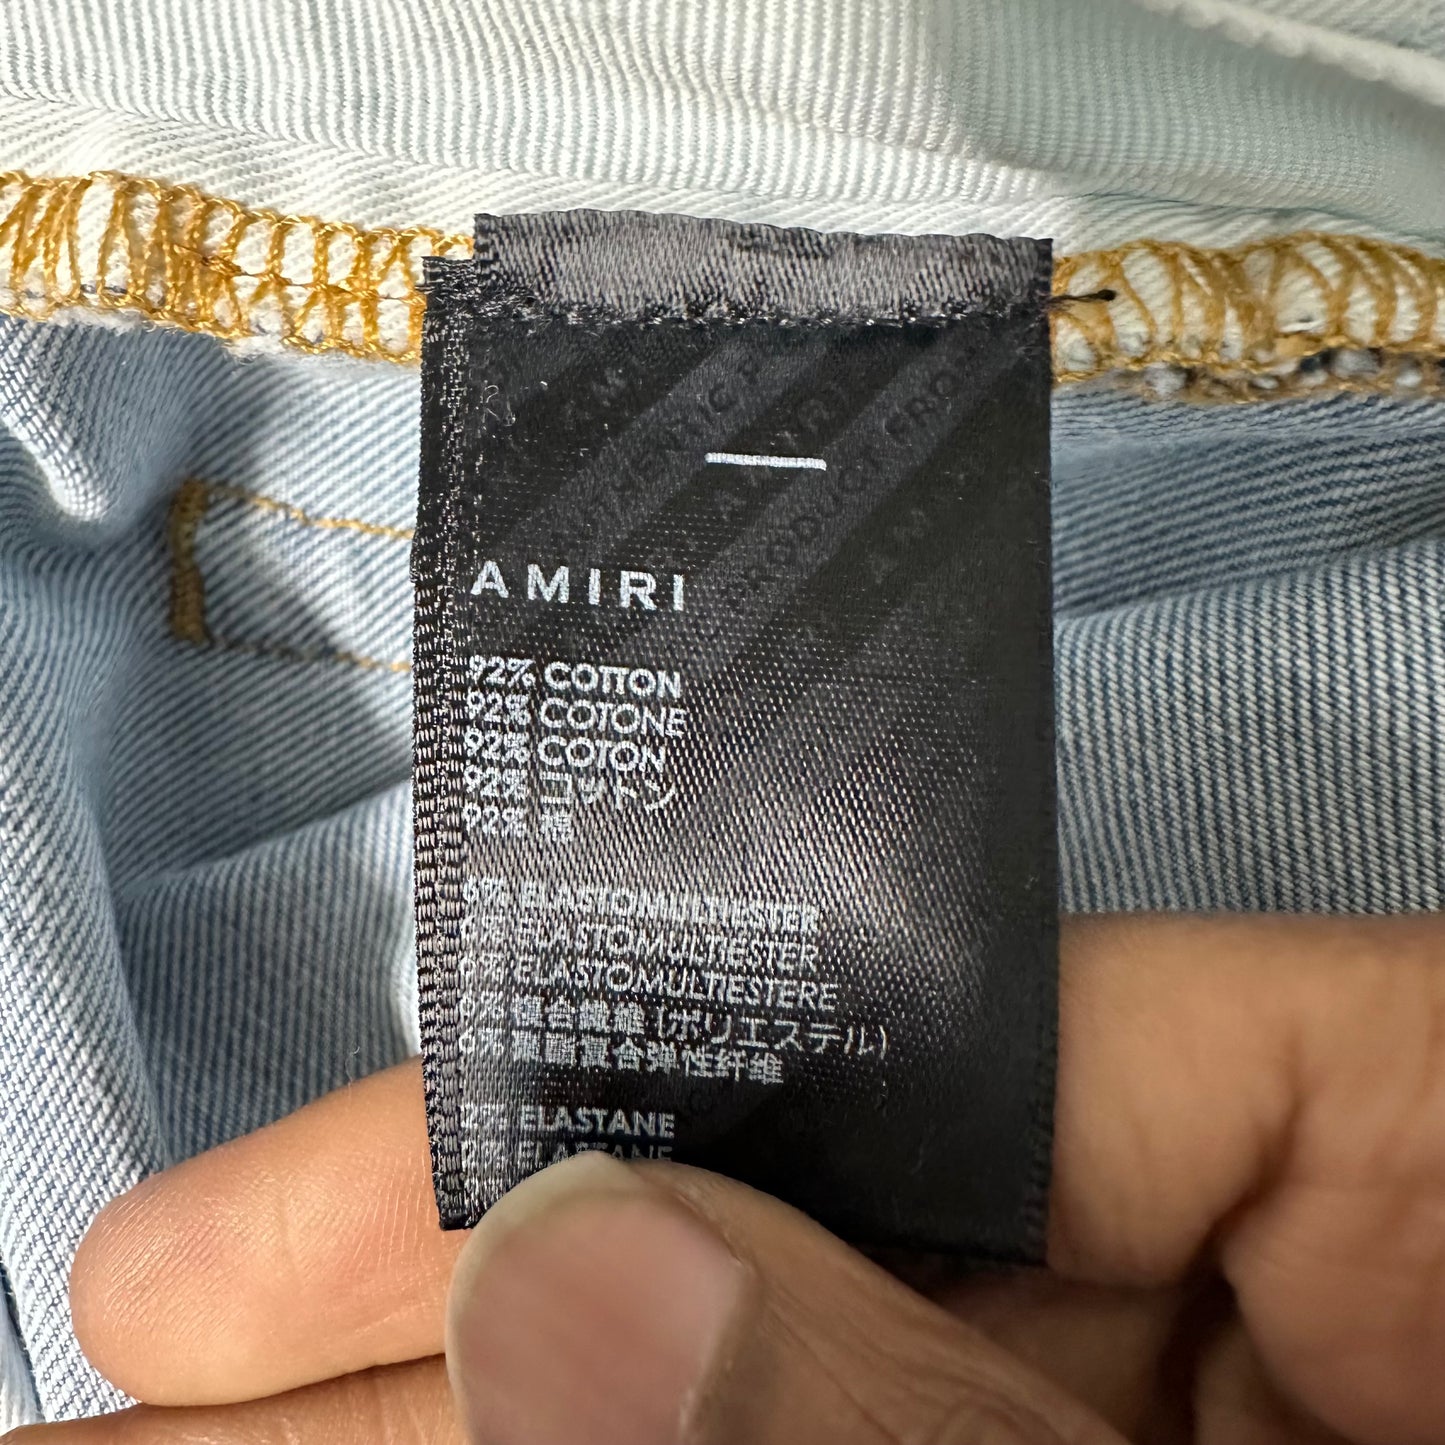 AMIRI
92% COTTON
92% COTONE
92% COTON
92% コットン
92% 棉
6% ELASTOMULTIESTER
6% ELASTOMULTIESTER
6% ELASTOMULTIESTERE
6% 複合繊維 (ポリエステル)
6% 聚酯复合弹性纤维
2% ELASTANE
2% ELASTANE